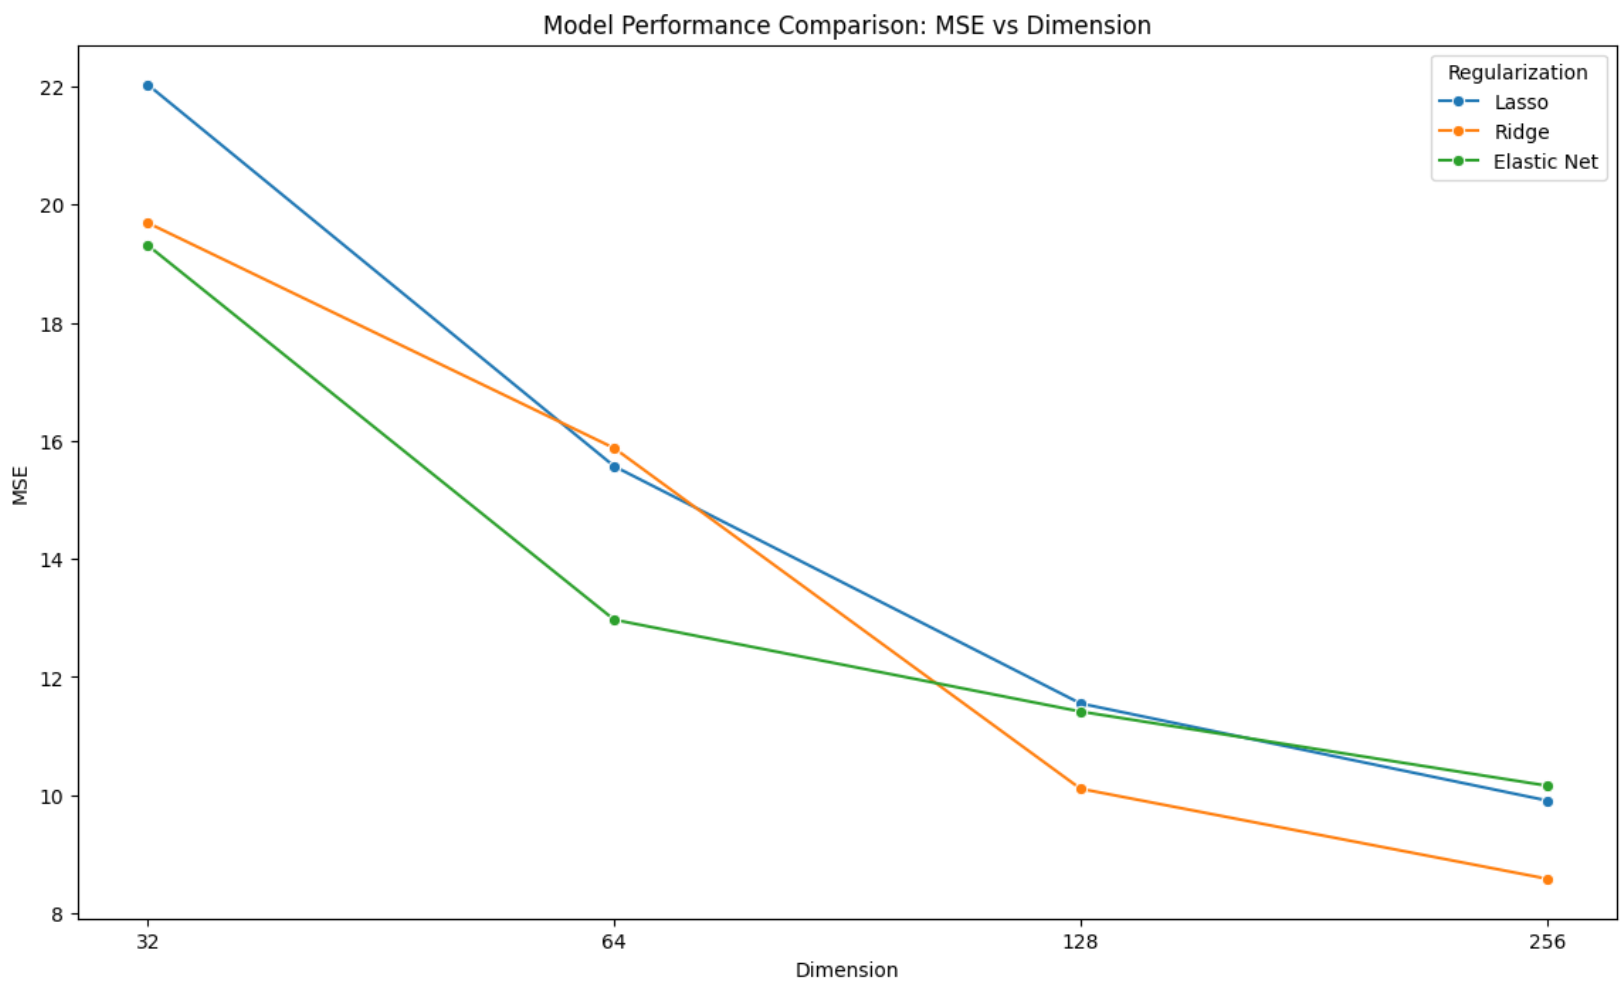 Model Performance Comparison: MSE vs Dimension
Regularization
Lasso
Ridge
Elastic Net
MSE
22
20
18
16
14
12
10
8
32 64 128 256
Dimension